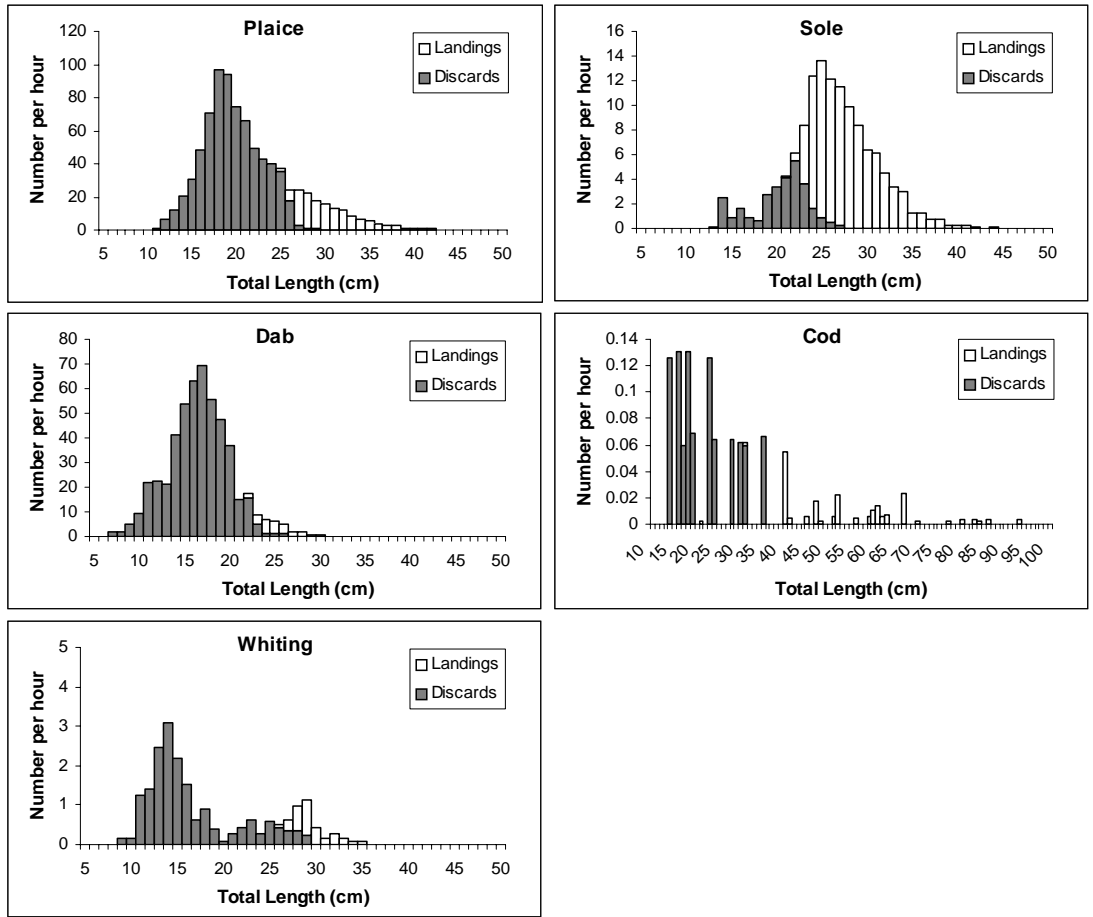 Plaice
Landings
Discards
Number per hour
120
100
80
60
40
20
0
5 10 15 20 25 30 35 40 45 50
Total Length (cm)
Sole
Landings
Discards
Number per hour
16
14
12
10
8
6
4
2
0
5 10 15 20 25 30 35 40 45 50
Total Length (cm)
Dab
Landings
Discards
Number per hour
80
70
60
50
40
30
20
10
0
5 10 15 20 25 30 35 40 45 50
Total Length (cm)
Cod
Landings
Discards
Number per hour
0.14
0.12
0.1
0.08
0.06
0.04
0.02
0
10 15 20 25 30 35 40 45 50 55 60 65 70 75 80 85 90 95 100
Total Length (cm)
Whiting
Landings
Discards
Number per hour
5
4
3
2
1
0
5 10 15 20 25 30 35 40 45 50
Total Length (cm)